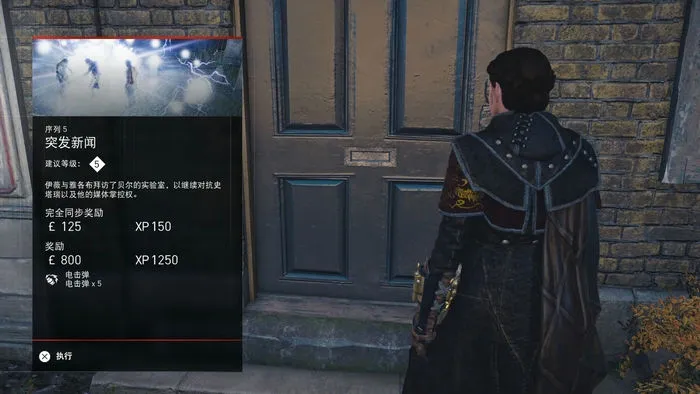 序列 5
突发新闻
建议等级： 5
伊薇与雅各布拜访了贝尔的实验室，以继续对抗史
塔瑞以及他的媒体掌控权。
完全同步奖励
£ 125 XP 150
奖励
£ 800 XP 1250
电击弹
电击弹 x 5
执行